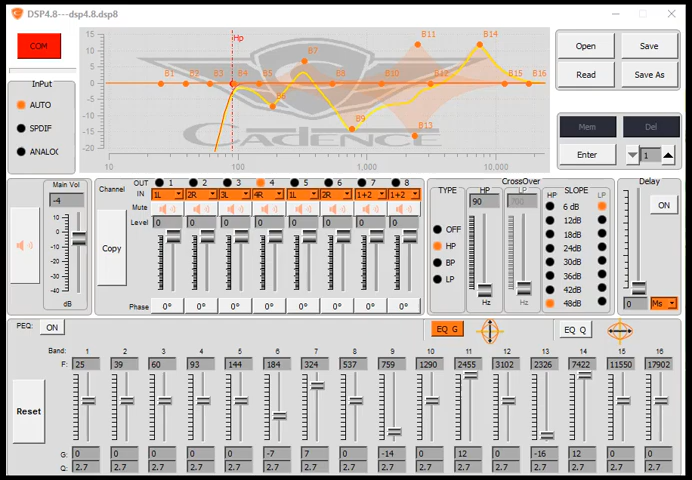 DSP4.8---dsp4.8.dsp8
COM
InPut
AUTO
SPDIF
ANALO(
15
10
5
0
-5
-10
-15
-20
10 100 1,000 10,000
Hp
B1 B2 B3 B4 B5 B6 B7 B8 B9 B10 B11 B12 B13 B14 B15 B16
CADENCE
Open Save
Read Save As
Mem Del
Enter 1
Main Vol
-4
10
0
-10
-20
-30
-40
dB
Channel
Copy
OUT 1 2 3 4 5 6 7 8
IN 1L 2R 3L 4R 1L 2R 1+2 1+2
Mute
Level 0 0 0 0 0 0 0 0
Phase 0° 0° 0° 0° 0° 0° 0° 0°
CrossOver
TYPE HP LP SLOPE
90 700
HP LP
OFF
HP
BP
LP
Hz Hz
6 dB
12dB
18dB
24dB
30dB
36dB
42dB
48dB
Delay
ON
0 Ms
PEQ: ON EQ G EQ Q
Band: 1 2 3 4 5 6 7 8 9 10 11 12 13 14 15 16
F: 25 39 60 93 144 184 324 537 759 1290 2455 3102 2326 7422 11550 17902
Reset
G: 0 0 0 0 0 -7 7 0 -14 0 12 0 -16 12 0 0
Q: 2.7 2.7 2.7 2.7 2.7 2.7 2.7 2.7 2.7 2.7 2.7 2.7 2.7 2.7 2.7 2.7